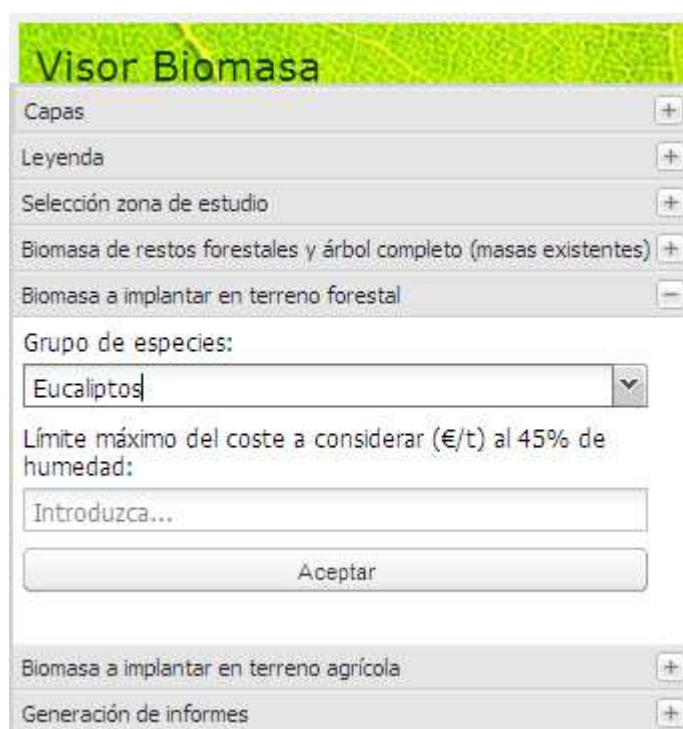 Visor Biomasa
Capas
Leyenda
Selección zona de estudio
Biomasa de restos forestales y árbol completo (masas existentes)
Biomasa a implantar en terreno forestal
Grupo de especies:
Eucaliptos
Límite máximo del coste a considerar (€/t) al 45% de
humedad:
Introduzca...
Aceptar
Biomasa a implantar en terreno agrícola
Generación de informes